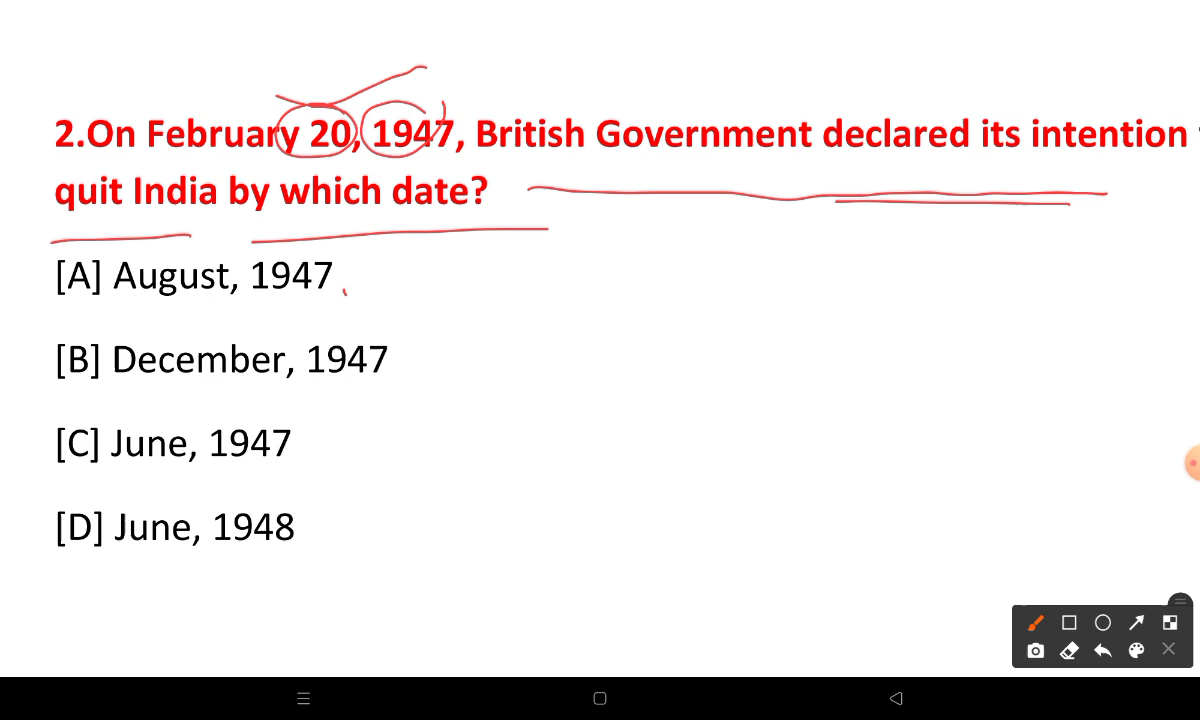 2.On February 20, 1947, British Government declared its intention
quit India by which date?
[A] August, 1947
[B] December, 1947
[C] June, 1947
[D] June, 1948